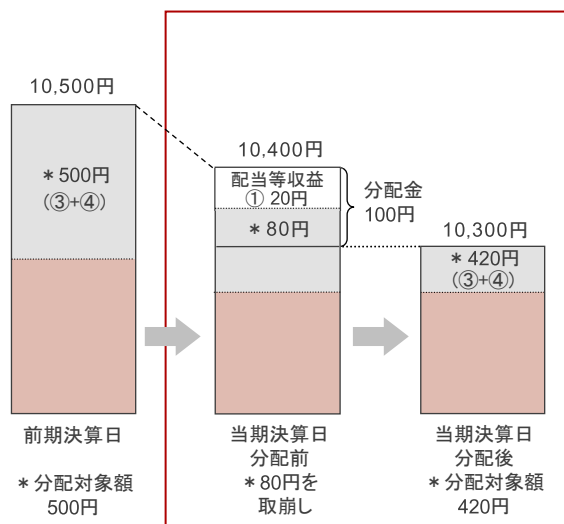 10,500円
＊500円
(③+④)
前期決算日
＊分配対象額
500円
10,400円
配当等収益
① 20円
＊80円
分配金
100円
当期決算日
分配前
＊80円を
取崩し
10,300円
＊420円
(③+④)
当期決算日
分配後
＊分配対象額
420円